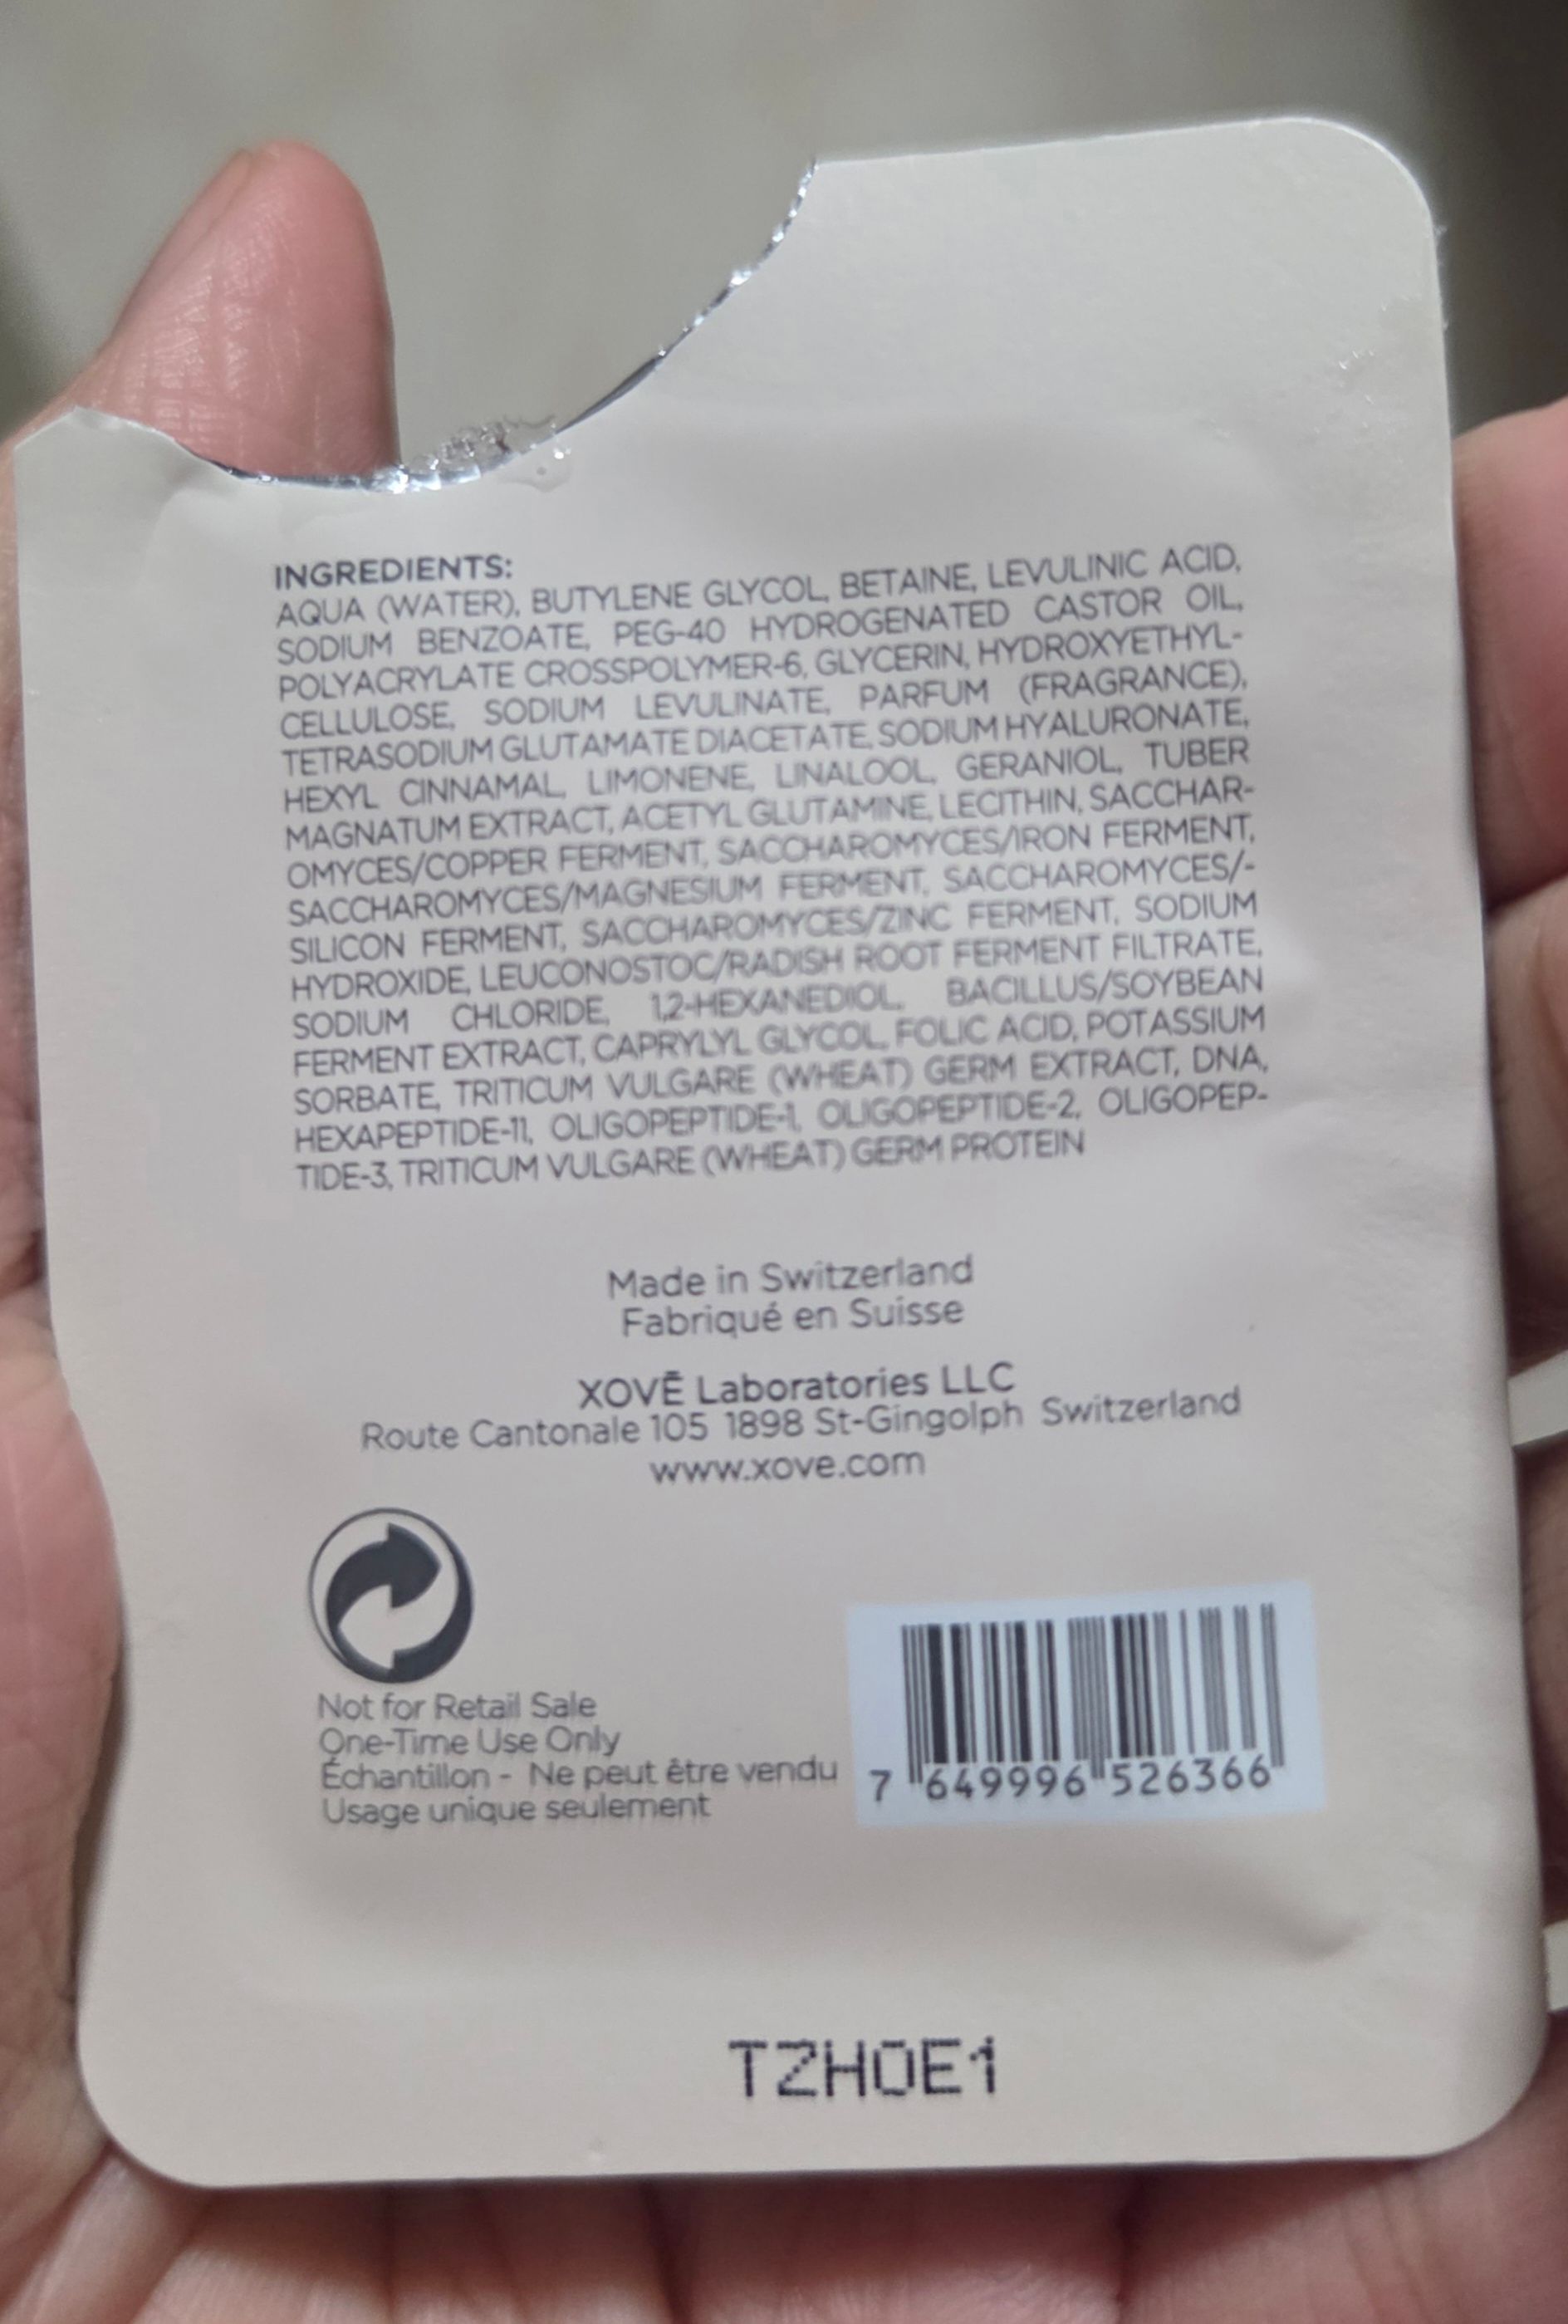 INGREDIENTS:
AQUA (WATER), BUTYLENE GLYCOL, BETAINE, LEVULINIC ACID,
SODIUM BENZOATE, PEG-40 HYDROGENATED CASTOR OIL,
POLYACRYLATE CROSSPOLYMER-6, GLYCERIN, HYDROXYETHYL-
CELLULOSE, SODIUM LEVULINATE, PARFUM (FRAGRANCE),
TETRASODIUM GLUTAMATE DIACETATE, SODIUM HYALURONATE,
HEXYL CINNAMAL, LIMONENE, LINALOOL, GERANIOL, TUBER
MAGNATUM EXTRACT, ACETYL GLUTAMINE, LECITHIN, SACCHAR-
OMYCES/COPPER FERMENT, SACCHAROMYCES/IRON FERMENT,
SACCHAROMYCES/MAGNESIUM FERMENT, SACCHAROMYCES/-
SILICON FERMENT, SACCHAROMYCES/ZINC FERMENT, SODIUM
HYDROXIDE, LEUCONOSTOC/RADISH ROOT FERMENT FILTRATE,
SODIUM CHLORIDE, 1,2-HEXANEDIOL, BACILLUS/SOYBEAN
FERMENT EXTRACT, CAPRYLYL GLYCOL, FOLIC ACID, POTASSIUM
SORBATE, TRITICUM VULGARE (WHEAT) GERM EXTRACT, DNA,
HEXAPEPTIDE-11, OLIGOPEPTIDE-1, OLIGOPEPTIDE-2, OLIGOPEP-
TIDE-3, TRITICUM VULGARE (WHEAT) GERM PROTEIN
Made in Switzerland
Fabriqué en Suisse
XOVĒ Laboratories LLC
Route Cantonale 105 1898 St-Gingolph Switzerland
www.xove.com
Not for Retail Sale
One-Time Use Only
Échantillon - Ne peut être vendu
Usage unique seulement
7 649996 526366
TZH0E1